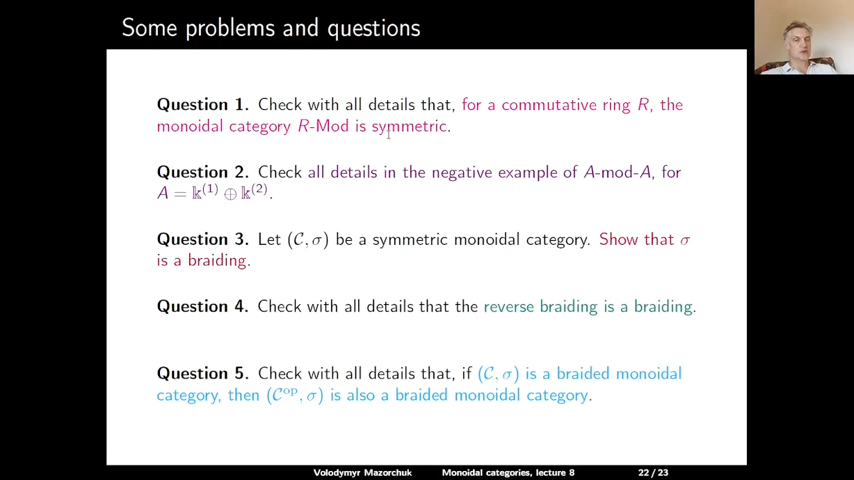 Some problems and questions
Question 1. Check with all details that, for a commutative ring R, the
monoidal category R-Mod is symmetric.
Question 2. Check all details in the negative example of A-mod-A, for
A = 𝕜⁽¹⁾ ⊕ 𝕜⁽²⁾.
Question 3. Let (𝒞, σ) be a symmetric monoidal category. Show that σ
is a braiding.
Question 4. Check with all details that the reverse braiding is a braiding.
Question 5. Check with all details that, if (𝒞, σ) is a braided monoidal
category, then (𝒞ᵒᵖ, σ) is also a braided monoidal category.
Volodymyr Mazorchuk Monoidal categories, lecture 8 22 / 23